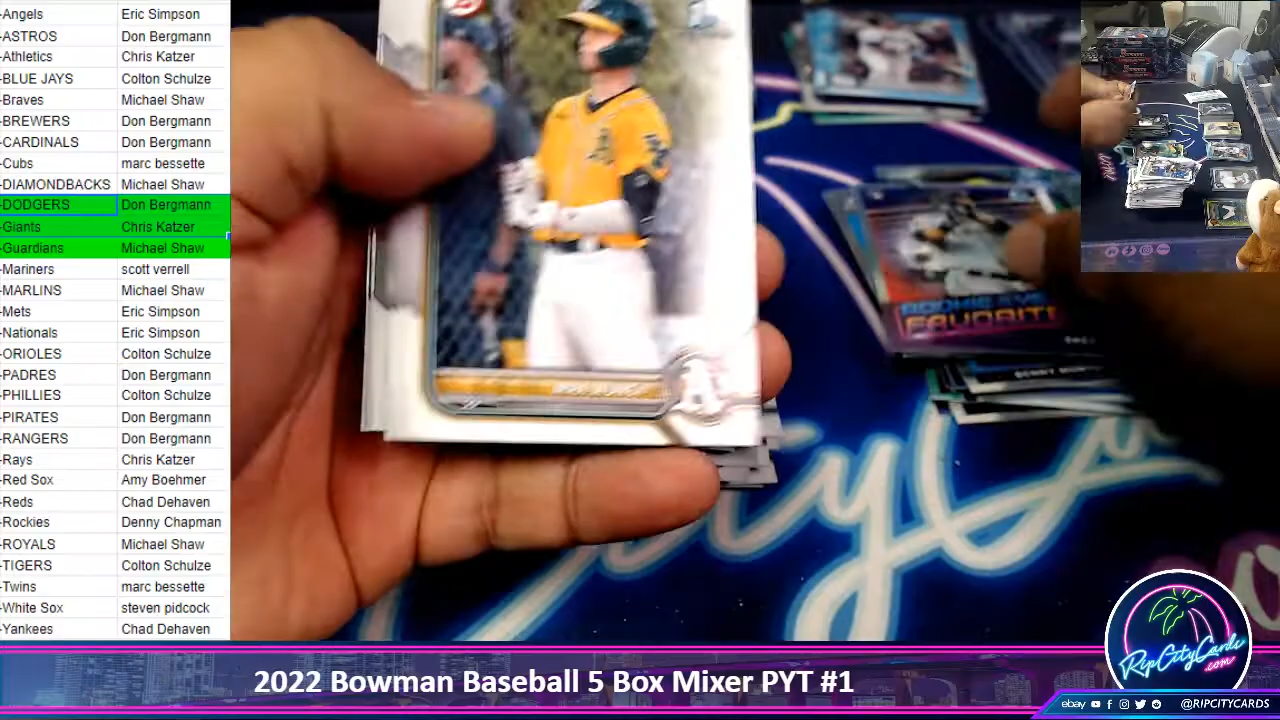 -Angels Eric Simpson
-ASTROS Don Bergmann
-Athletics Chris Katzer
-BLUE JAYS Colton Schulze
-Braves Michael Shaw
-BREWERS Don Bergmann
-CARDINALS Don Bergmann
-Cubs marc bessette
-DIAMONDBACKS Michael Shaw
-DODGERS Don Bergmann
-Giants Chris Katzer
-Guardians Michael Shaw
-Mariners scott verrell
-MARLINS Michael Shaw
-Mets Eric Simpson
-Nationals Eric Simpson
-ORIOLES Colton Schulze
-PADRES Don Bergmann
-PHILLIES Colton Schulze
-PIRATES Don Bergmann
-RANGERS Don Bergmann
-Rays Chris Katzer
-Red Sox Amy Boehmer
-Reds Chad Dehaven
-Rockies Denny Chapman
-ROYALS Michael Shaw
-TIGERS Colton Schulze
-Twins marc bessette
-White Sox steven pidcock
-Yankees Chad Dehaven
FAVORIT
2022 Bowman Baseball 5 Box Mixer PYT #1
RipCityCards
.com
ebay @RIPCITYCARDS